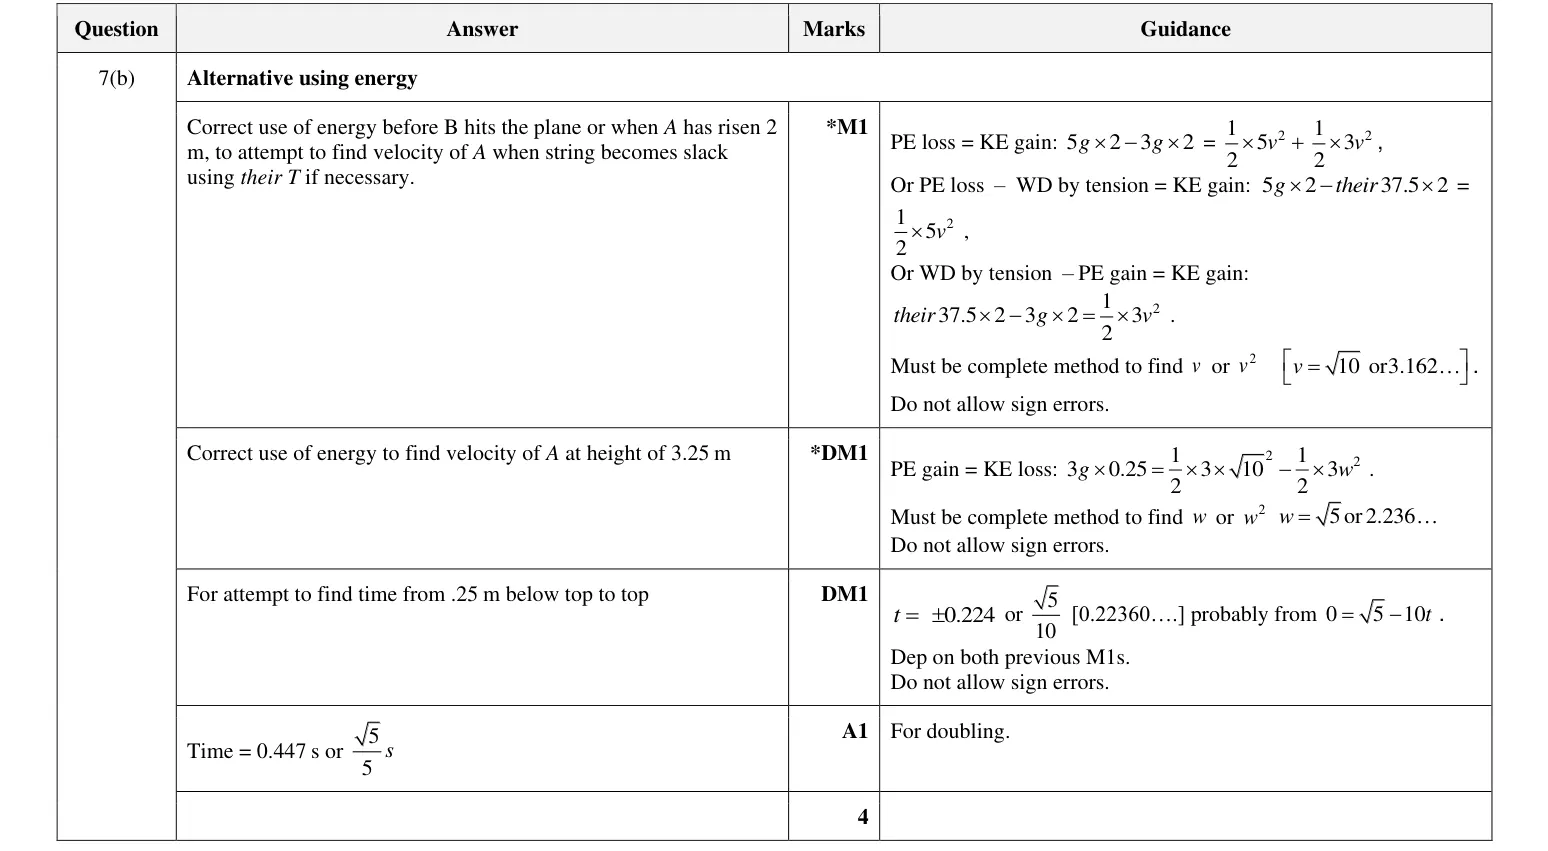 Question Answer Marks Guidance
7(b) Alternative using energy
Correct use of energy before B hits the plane or when A has risen 2
m, to attempt to find velocity of A when string becomes slack
using their T if necessary.
*M1
PE loss = KE gain: 5g × 2 − 3g × 2 = 1/2 × 5v² + 1/2 × 3v² ,
Or PE loss – WD by tension = KE gain: 5g × 2 − their 37.5 × 2 =
1/2 × 5v² ,
Or WD by tension – PE gain = KE gain:
their 37.5 × 2 − 3g × 2 = 1/2 × 3v² .
Must be complete method to find v or v² [v = √10 or3.162…] .
Do not allow sign errors.
Correct use of energy to find velocity of A at height of 3.25 m
*DM1
PE gain = KE loss: 3g × 0.25 = 1/2 × 3 × √10² − 1/2 × 3w² .
Must be complete method to find w or w² w = √5 or 2.236…
Do not allow sign errors.
For attempt to find time from .25 m below top to top
DM1
t = ±0.224 or √5/10 [0.22360….] probably from 0 = √5 − 10t .
Dep on both previous M1s.
Do not allow sign errors.
Time = 0.447 s or √5/5 s
A1
For doubling.
4